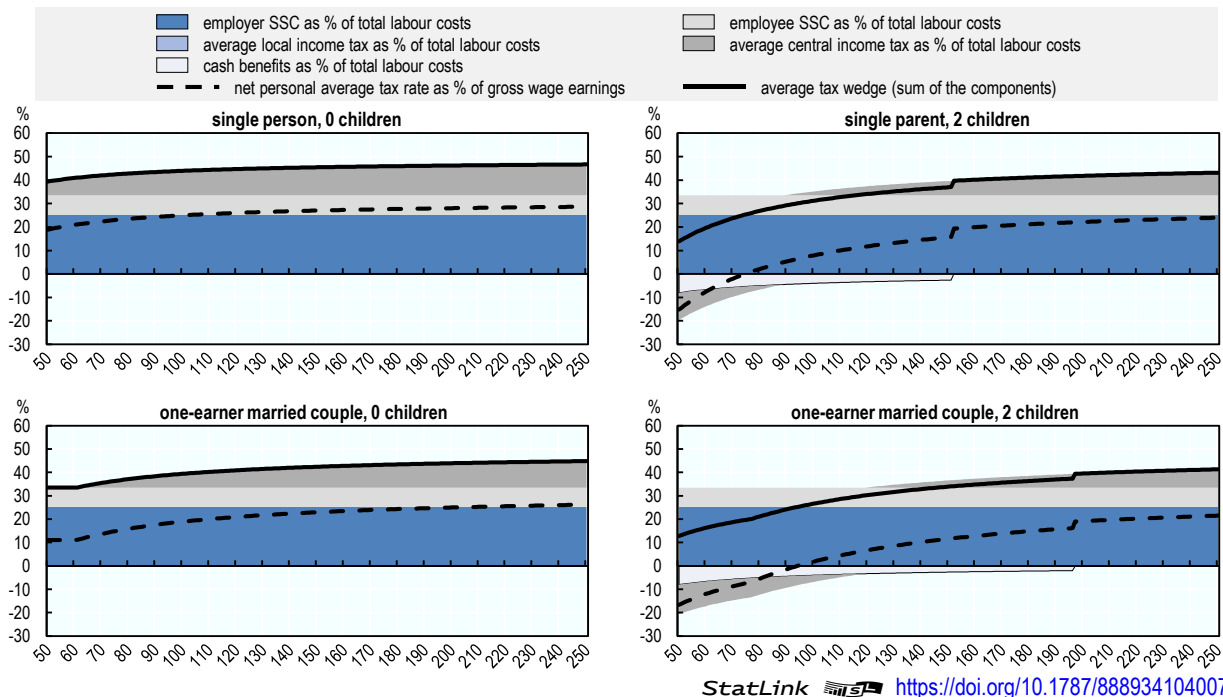 employer SSC as % of total labour costs
employee SSC as % of total labour costs
average local income tax as % of total labour costs
average central income tax as % of total labour costs
cash benefits as % of total labour costs
net personal average tax rate as % of gross wage earnings
average tax wedge (sum of the components)
%
single person, 0 children
60
50
40
30
20
10
0
-10
-20
-30
50 60 70 80 90 100 110 120 130 140 150 160 170 180 190 200 210 220 230 240 250
%
single parent, 2 children
60
50
40
30
20
10
0
-10
-20
-30
50 60 70 80 90 100 110 120 130 140 150 160 170 180 190 200 210 220 230 240 250
%
one-earner married couple, 0 children
60
50
40
30
20
10
0
-10
-20
-30
50 60 70 80 90 100 110 120 130 140 150 160 170 180 190 200 210 220 230 240 250
%
one-earner married couple, 2 children
60
50
40
30
20
10
0
-10
-20
-30
50 60 70 80 90 100 110 120 130 140 150 160 170 180 190 200 210 220 230 240 250
StatLink https://doi.org/10.1787/888934104007